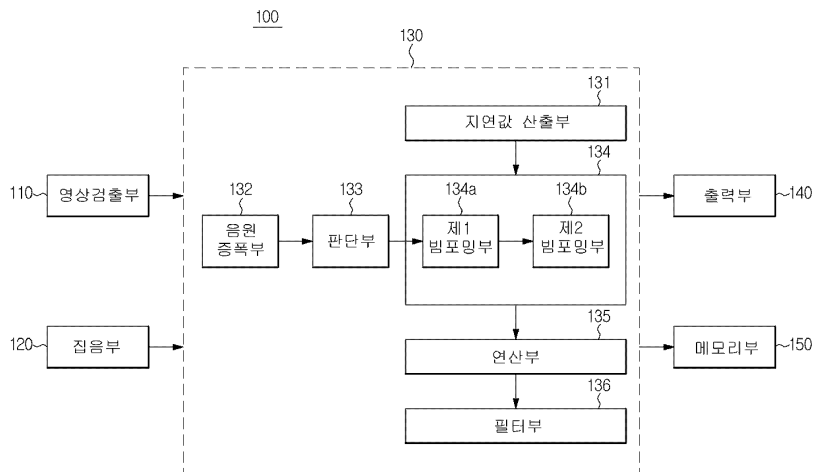 100
130
131
지연값 산출부
134
110
영상검출부
132
133
134a
134b
출력부
140
음원
증폭부
판단부
제1
빔포밍부
제2
빔포밍부
135
120
집음부
연산부
메모리부
150
136
필터부